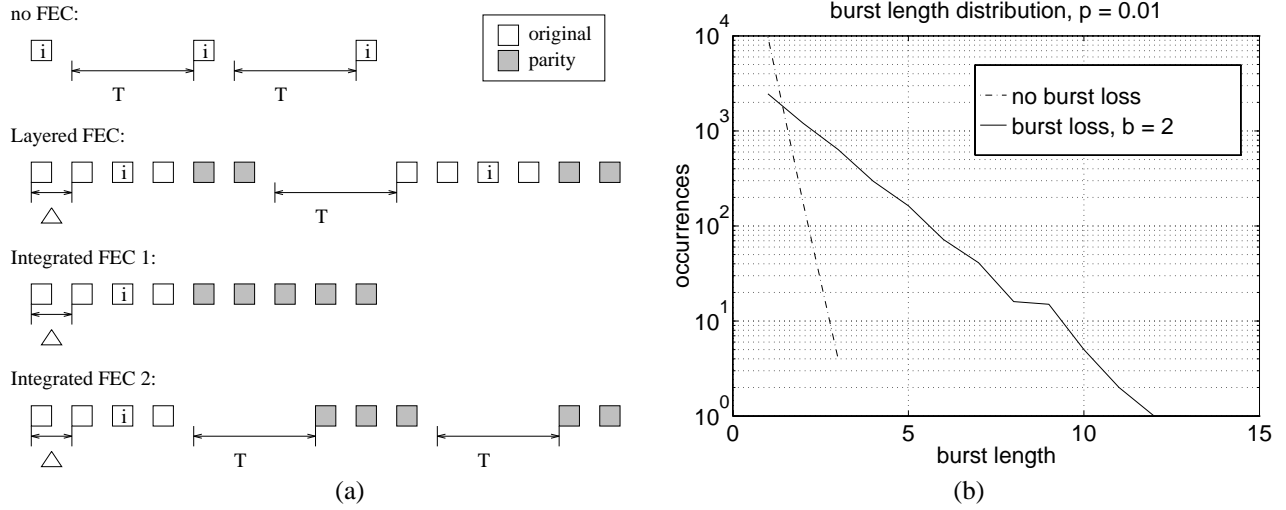 no FEC:
i i i
T T
original
parity
Layered FEC:
i i
T
△
Integrated FEC 1:
i
△
Integrated FEC 2:
i
△ T T
(a)
burst length distribution, p = 0.01
10^4
10^3
10^2
10^1
10^0
occurrences
no burst loss
burst loss, b = 2
0 5 10 15
burst length
(b)